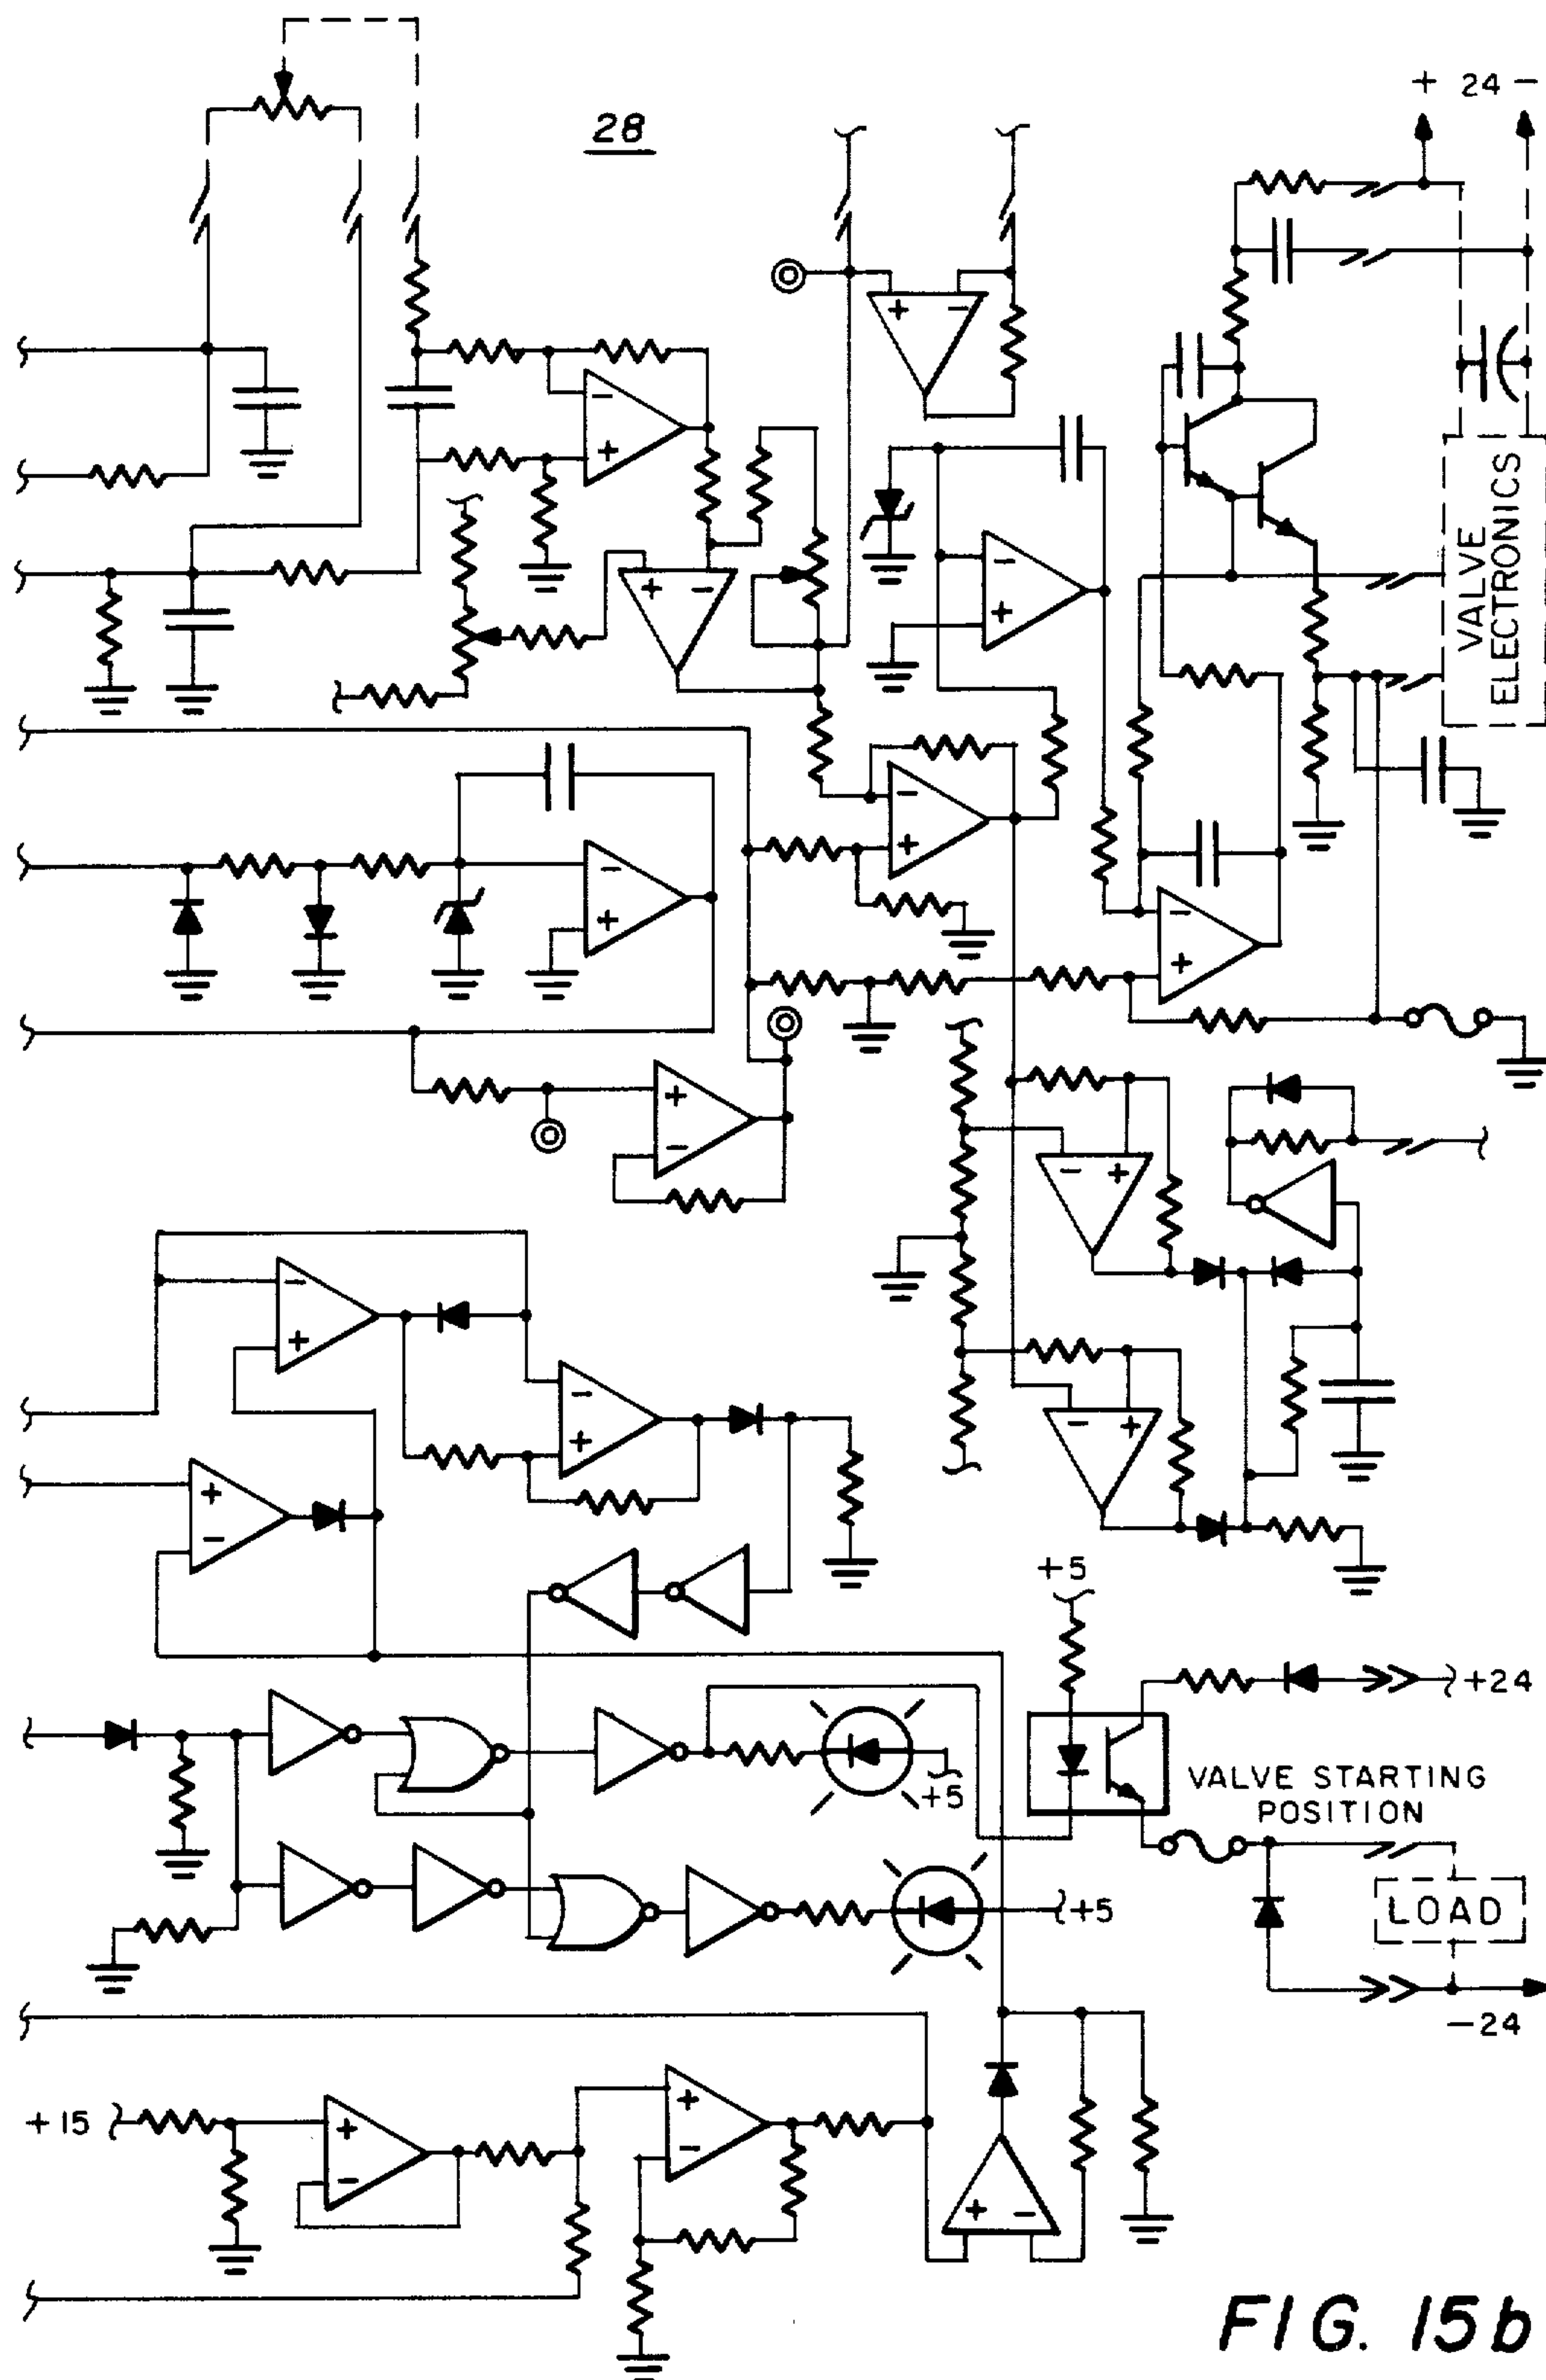 28
+ 24 -
VALVE
ELECTRONICS
+5
+24
VALVE STARTING
POSITION
+5
+5
LOAD
-24
+15
FIG. 15b